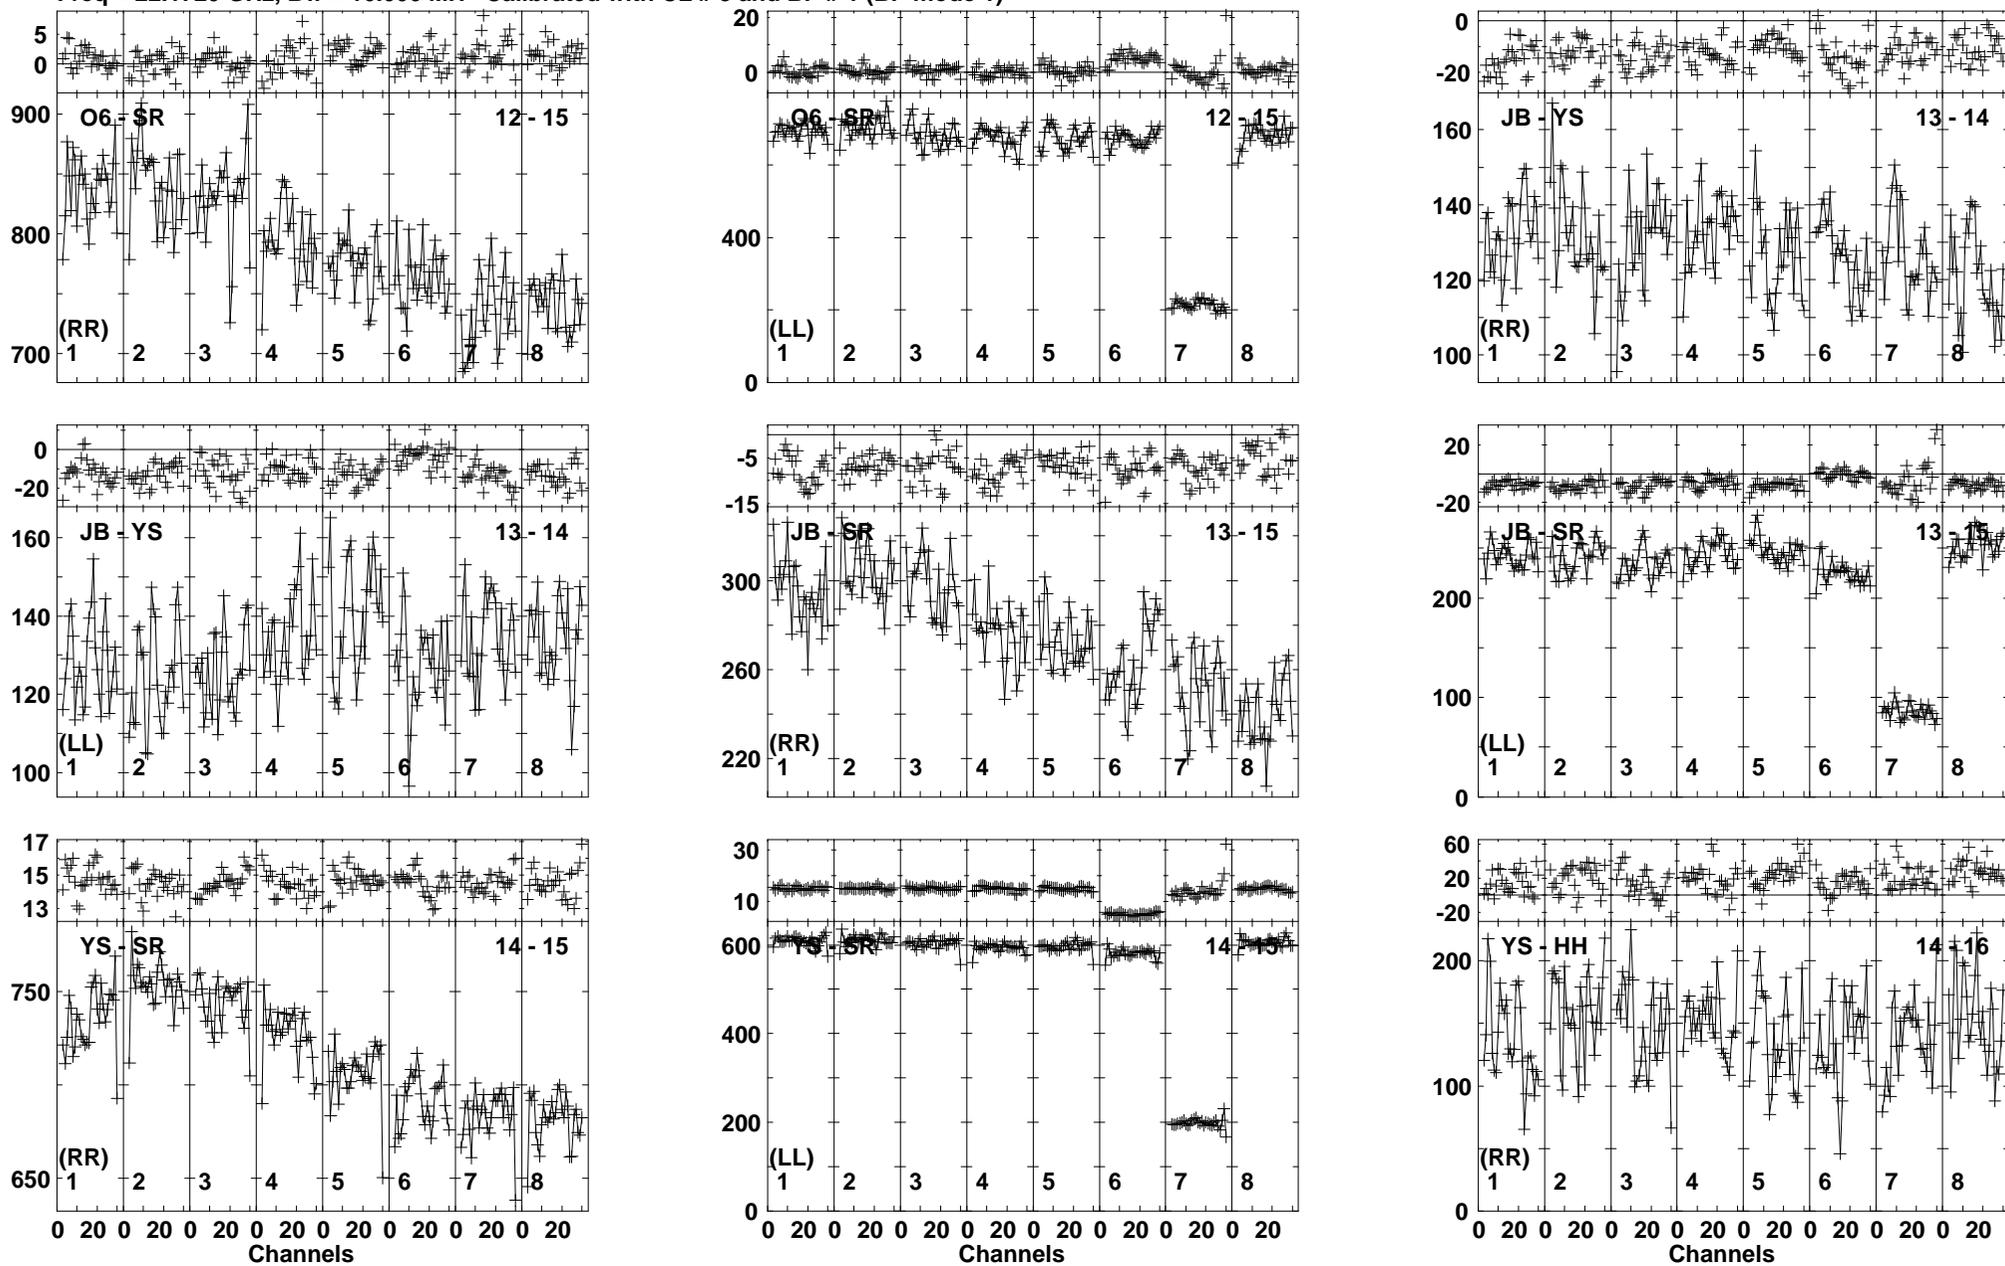 5 0 20 0 0 -20
O6 - SR 12 - 15 O6 - SR 12 - 15 JB - YS 13 - 14
900 800 700 400 0 160 140 120 100
(RR) (LL) (RR)
1 2 3 4 5 6 7 8 1 2 3 4 5 6 7 8 1 2 3 4 5 6 7 8
0 -20 -5 -15 20 0 -20
JB - YS 13 - 14 JB - SR 13 - 15 JB - SR 13 - 15
160 140 120 100 300 260 220 200 100 0
(LL) (RR) (LL)
1 2 3 4 5 6 7 8 1 2 3 4 5 6 7 8 1 2 3 4 5 6 7 8
17 15 13 30 10 60 20 -20
YS - SR 14 - 15 YS - SR 14 - 15 YS - HH 14 - 16
750 650 600 400 200 0 200 100 0
(RR) (LL) (RR)
1 2 3 4 5 6 7 8 1 2 3 4 5 6 7 8 1 2 3 4 5 6 7 8
0 20 0 20 0 20 0 20 0 20 0 20 0 20 0 20 0 20 0 20 0 20 0 20 0 20 0 20 0 20 0 20 0 20 0 20 0 20 0 20 0 20 0 20 0 20 0 20
Channels Channels Channels